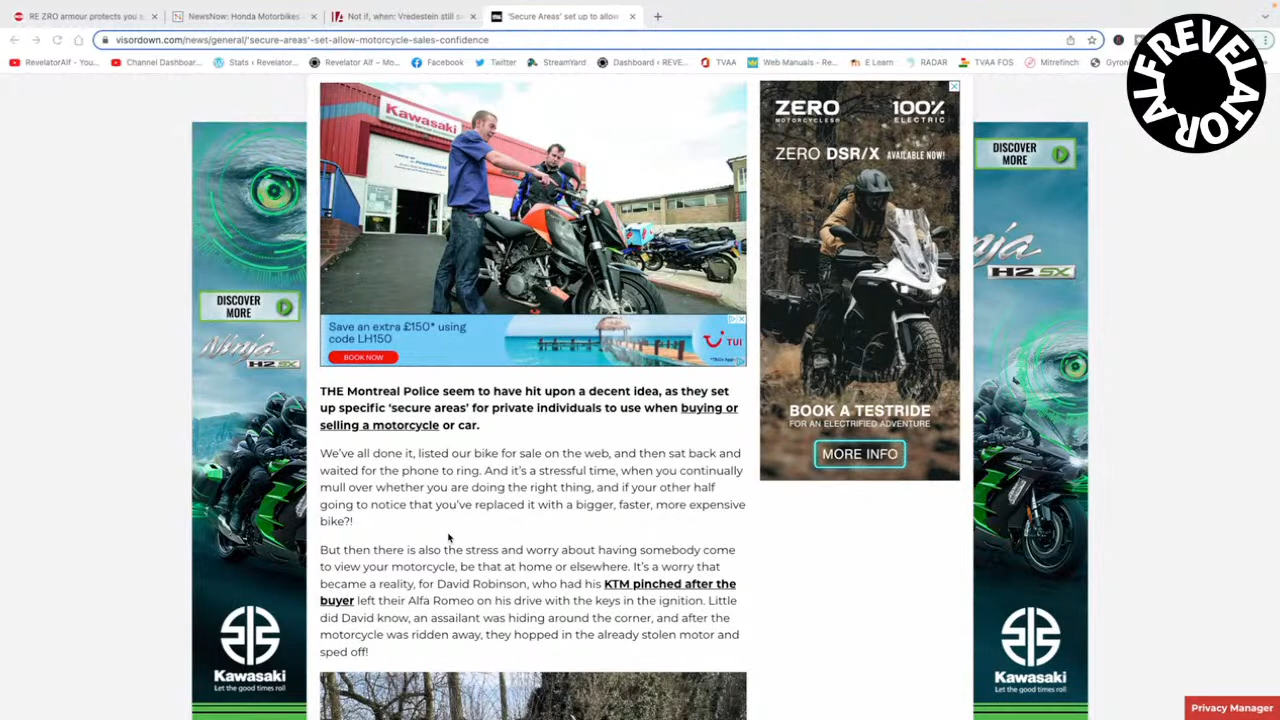 RE ZRO armour protects you a
NewsNow: Honda Motorbikes
Not if, when: Vredestein still s
'Secure Areas' set up to allow
visordown.com/news/general/'secure-areas'-set-allow-motorcycle-sales-confidence
RevelatorAlf - You...
Channel Dashboar...
Stats ‹ Revelator...
Revelator Alf – Mo...
Facebook
Twitter
StreamYard
Dashboard ‹ REVE...
TVAA
Web Manuals - Re...
E Learn
RADAR
TVAA FOS
Mitrefinch
Gyron
ALFREVELATOR
Kawasaki
ZERO
MOTORCYCLES
100%
ELECTRIC
ZERO DSR/X AVAILABLE NOW!
DISCOVER
MORE
Ninja
H2 SX
DISCOVER
MORE
Ninja
H2 SX
Save an extra £150* using
code LH150
BOOK NOW
TUI
BOOK A TESTRIDE
FOR AN ELECTRIFIED ADVENTURE
MORE INFO
THE Montreal Police seem to have hit upon a decent idea, as they set
up specific 'secure areas' for private individuals to use when buying or
selling a motorcycle or car.
We've all done it, listed our bike for sale on the web, and then sat back and
waited for the phone to ring. And it's a stressful time, when you continually
mull over whether you are doing the right thing, and if your other half
going to notice that you've replaced it with a bigger, faster, more expensive
bike?!
But then there is also the stress and worry about having somebody come
to view your motorcycle, be that at home or elsewhere. It's a worry that
became a reality, for David Robinson, who had his KTM pinched after the
buyer left their Alfa Romeo on his drive with the keys in the ignition. Little
did David know, an assailant was hiding around the corner, and after the
motorcycle was ridden away, they hopped in the already stolen motor and
sped off!
Kawasaki
Let the good times roll
Kawasaki
Let the good times roll
Privacy Manager